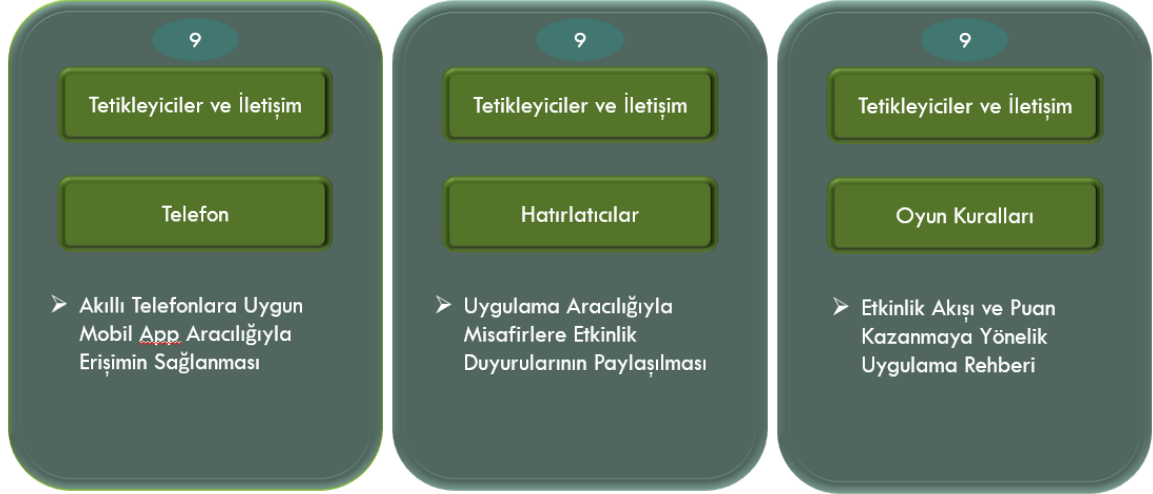 9
Tetikleyiciler ve İletişim
Telefon
➢ Akıllı Telefonlara Uygun
Mobil App Aracılığıyla
Erişimin Sağlanması
9
Tetikleyiciler ve İletişim
Hatırlatıcılar
➢ Uygulama Aracılığıyla
Misafirlere Etkinlik
Duyurularının Paylaşılması
9
Tetikleyiciler ve İletişim
Oyun Kuralları
➢ Etkinlik Akışı ve Puan
Kazanmaya Yönelik
Uygulama Rehberi